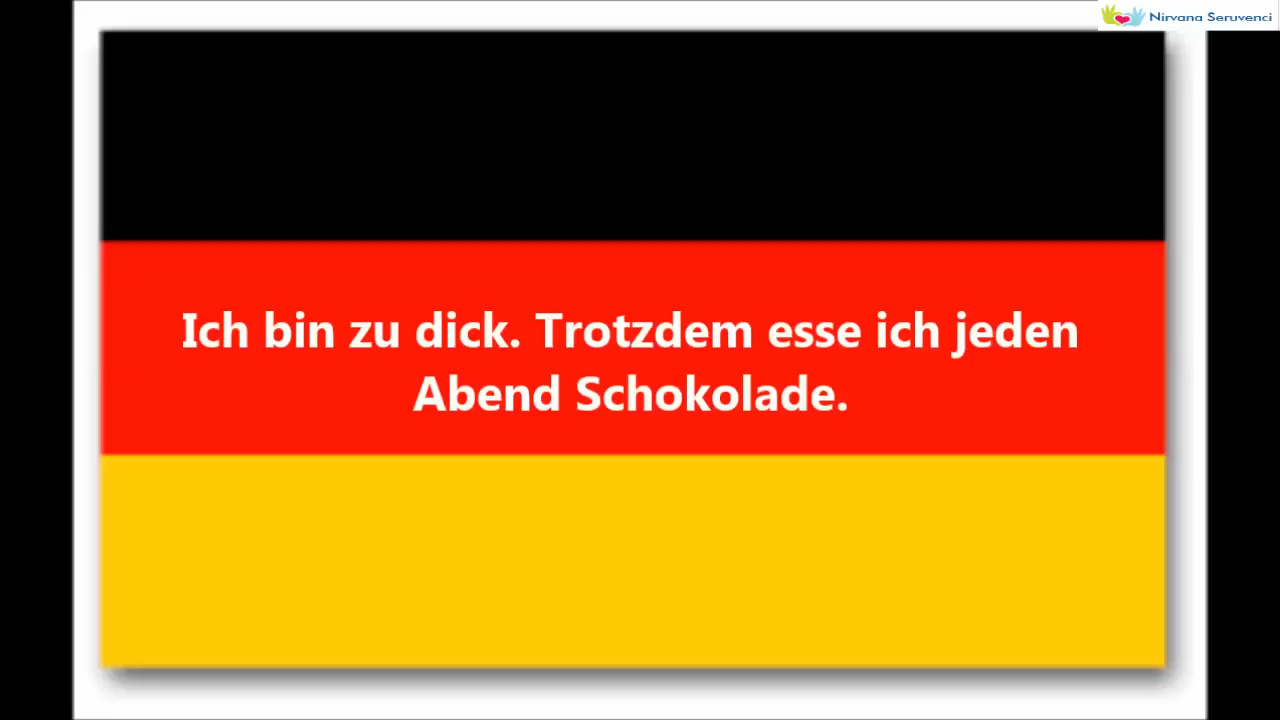 Nirvana Seruvenci
Ich bin zu dick. Trotzdem esse ich jeden
Abend Schokolade.